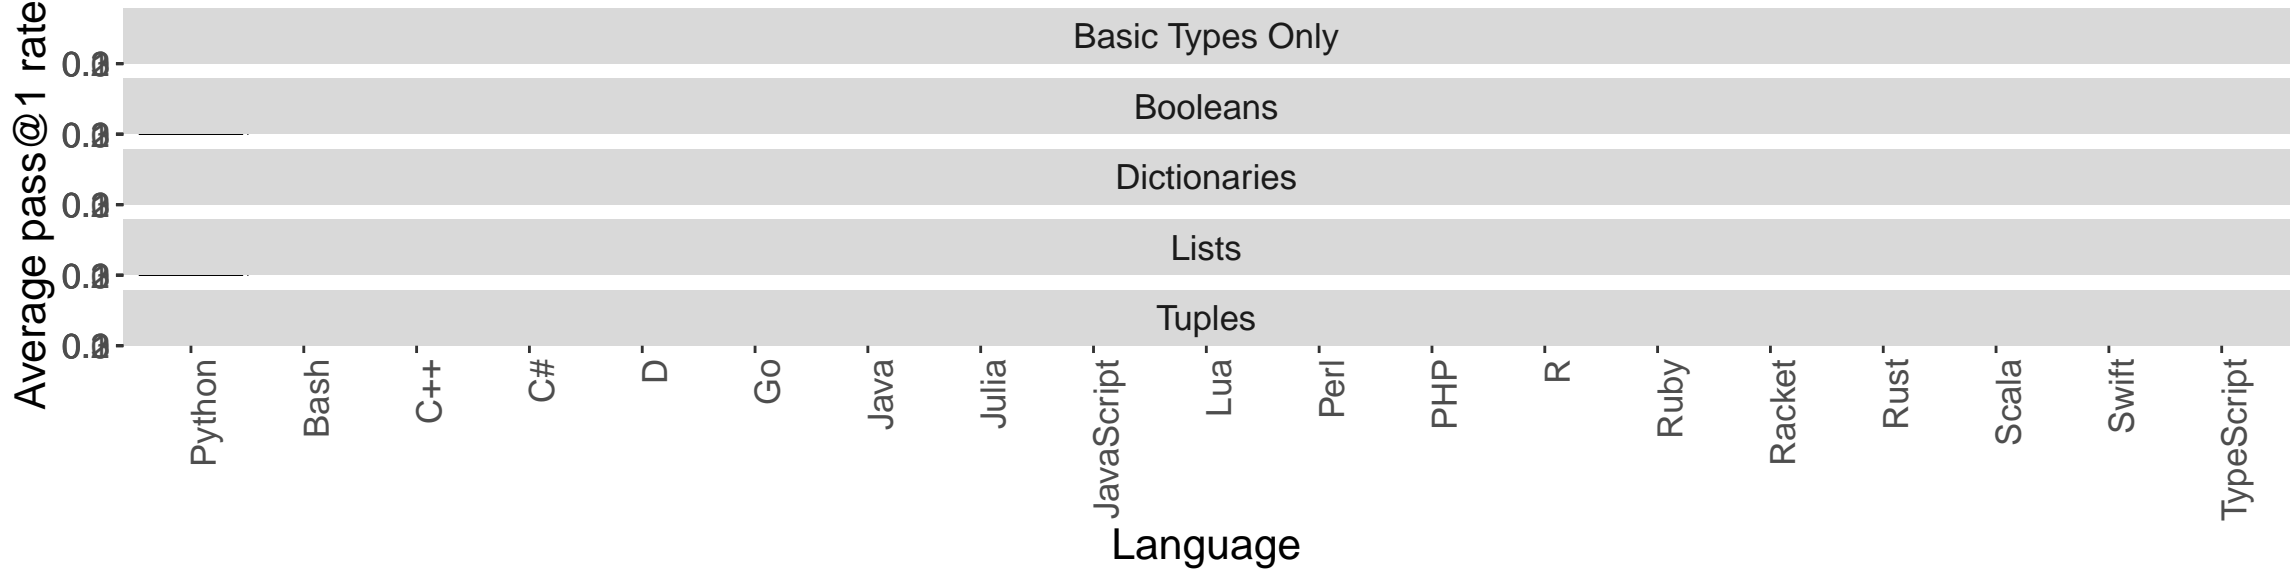 Average pass@1 rate
Basic Types Only
Booleans
Dictionaries
Lists
Tuples
Python
Bash
C++
C#
D
Go
Java
Julia
JavaScript
Lua
Perl
PHP
R
Ruby
Racket
Rust
Scala
Swift
TypeScript
Language